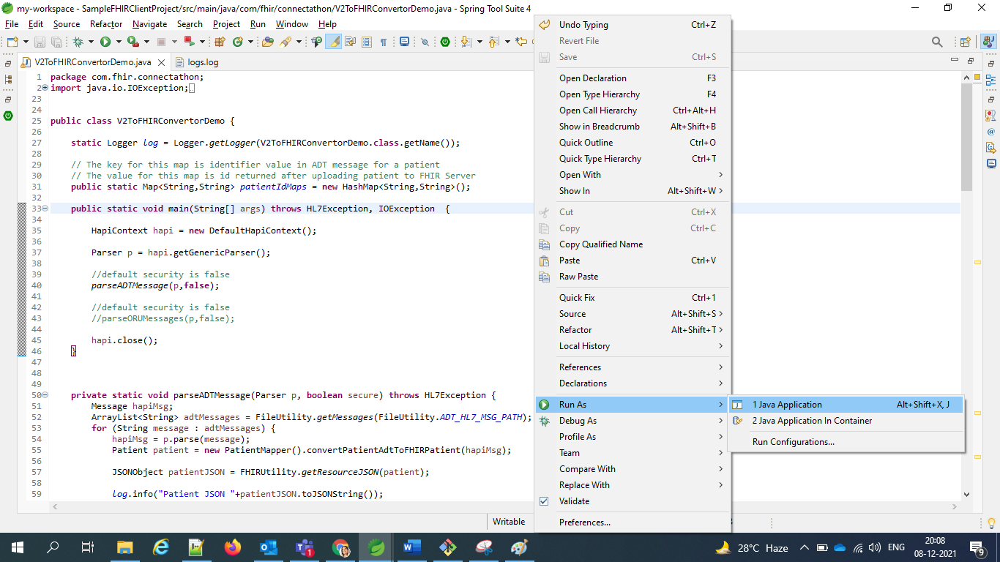 my-workspace - SampleFHIRClientProject/src/main/java/com/fhir/connectathon/V2ToFHIRConvertorDemo.java - Spring Tool Suite 4
File Edit Source Refactor Navigate Search Project Run Window Help
V2ToFHIRConvertorDemo.java
logs.log
1 package com.fhir.connectathon;
2 import java.io.IOException;
23
24
25 public class V2ToFHIRConvertorDemo {
26
27 static Logger log = Logger.getLogger(V2ToFHIRConvertorDemo.class.getName());
28
29 // The key for this map is identifier value in ADT message for a patient
30 // The value for this map is id returned after uploading patient to FHIR Server
31 public static Map<String,String> patientIdMaps = new HashMap<String,String>();
32
33 public static void main(String[] args) throws HL7Exception, IOException {
34
35 HapiContext hapi = new DefaultHapiContext();
36
37 Parser p = hapi.getGenericParser();
38
39 //default security is false
40 parseADTMessage(p,false);
41
42 //default security is false
43 //parseORUMessages(p,false);
44
45 hapi.close();
46 }
47
48
49
50 private static void parseADTMessage(Parser p, boolean secure) throws HL7Exception {
51 Message hapiMsg;
52 ArrayList<String> adtMessages = FileUtility.getMessages(FileUtility.ADT_HL7_MSG_PATH);
53 for (String message : adtMessages) {
54 hapiMsg = p.parse(message);
55 Patient patient = new PatientMapper().convertPatientAdtToFHIRPatient(hapiMsg);
56
57 JSONObject patientJSON = FHIRUtility.getResourceJSON(patient);
58
59 log.info("Patient JSON "+patientJSON.toJSONString());
Undo Typing Ctrl+Z
Revert File
Save Ctrl+S
Open Declaration F3
Open Type Hierarchy F4
Open Call Hierarchy Ctrl+Alt+H
Show in Breadcrumb Alt+Shift+B
Quick Outline Ctrl+O
Quick Type Hierarchy Ctrl+T
Open With
Show In Alt+Shift+W
Cut Ctrl+X
Copy Ctrl+C
Copy Qualified Name
Paste Ctrl+V
Raw Paste
Quick Fix Ctrl+1
Source Alt+Shift+S
Refactor Alt+Shift+T
Local History
References
Declarations
Run As
Debug As
Profile As
Team
Compare With
Replace With
Validate
Preferences...
1 Java Application Alt+Shift+X, J
2 Java Application In Container
Run Configurations...
Writable
28°C Haze
ENG
20:08
08-12-2021
9